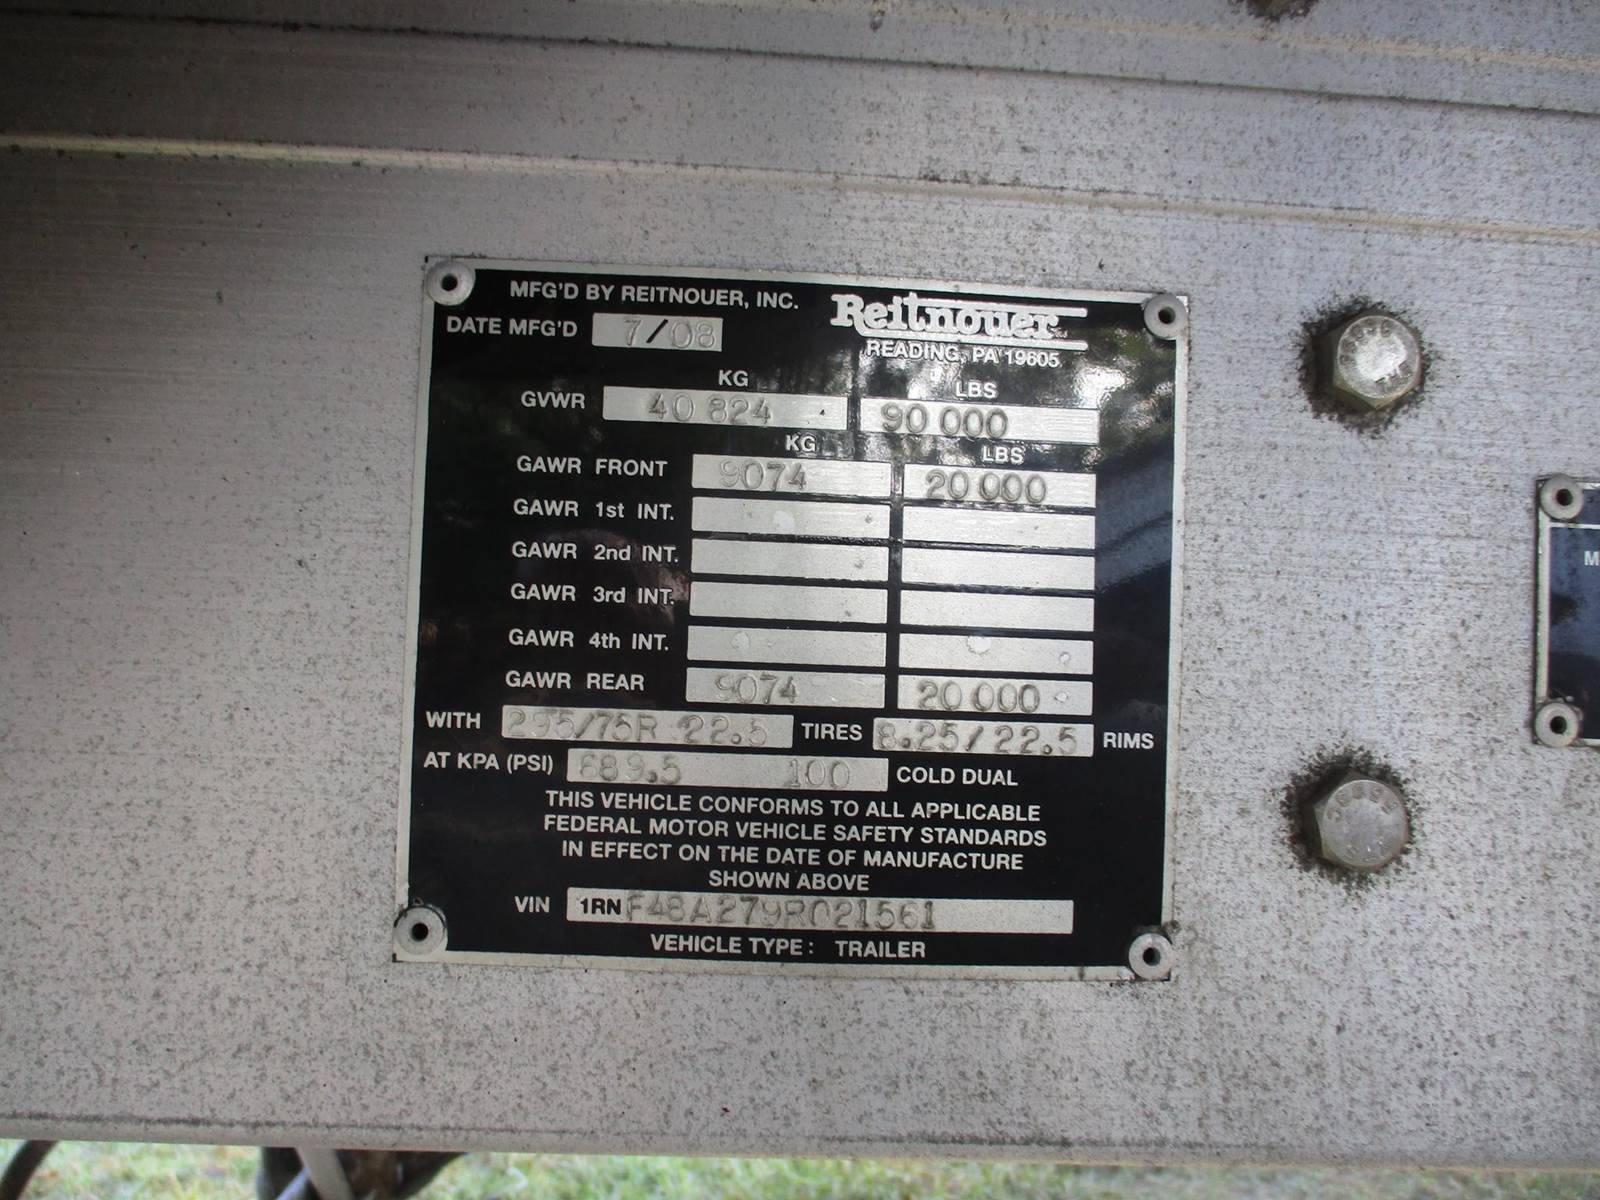 MFG'D BY REITNOUER, INC.
Reitnouer
DATE MFG'D 7/08
READING, PA 19605
KG LBS
GVWR 40 824 90 000
KG LBS
GAWR FRONT 9074 20 000
GAWR 1st INT.
GAWR 2nd INT.
GAWR 3rd INT.
GAWR 4th INT.
GAWR REAR 9074 20 000
WITH 295/75R 22.5 TIRES 8.25/22.5 RIMS
AT KPA (PSI) 689.5 100 COLD DUAL
THIS VEHICLE CONFORMS TO ALL APPLICABLE
FEDERAL MOTOR VEHICLE SAFETY STANDARDS
IN EFFECT ON THE DATE OF MANUFACTURE
SHOWN ABOVE
VIN 1RNF48A279R021561
VEHICLE TYPE: TRAILER